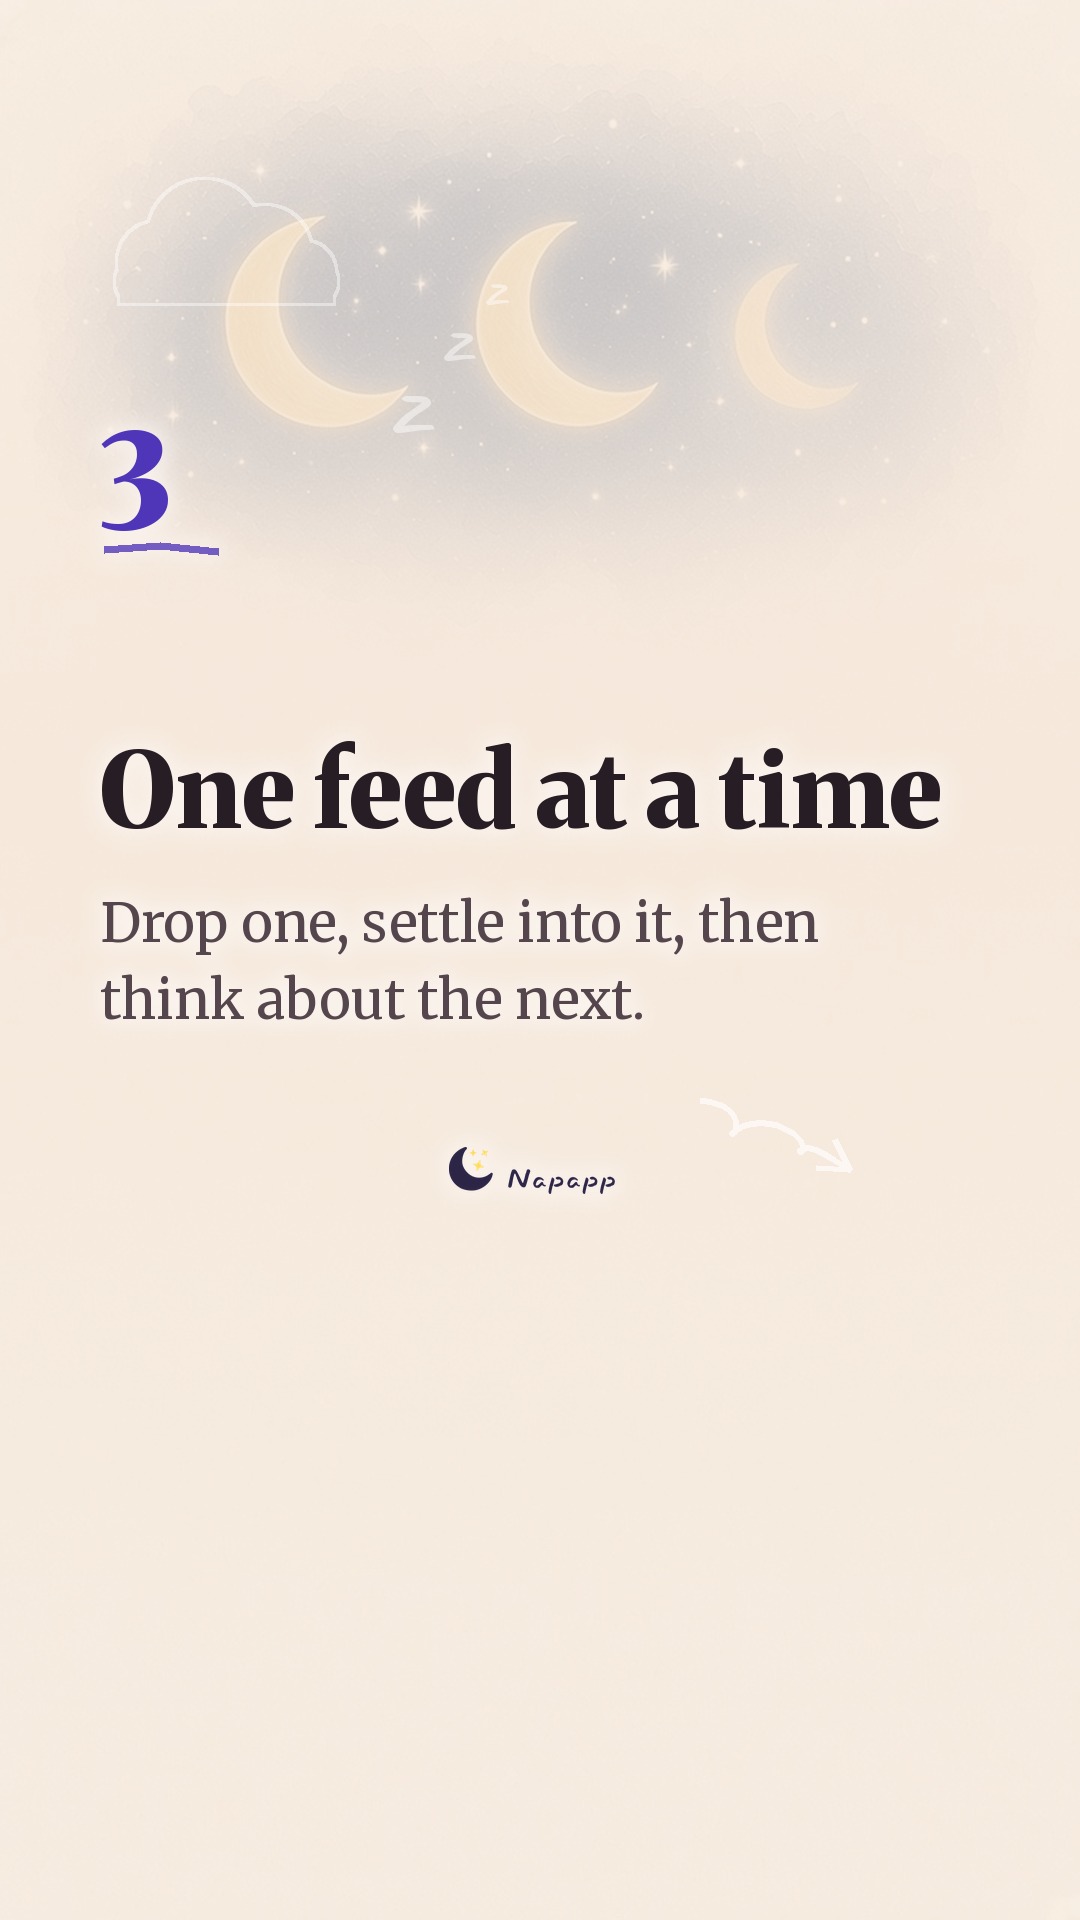 z
z
z
3
One feed at a time
Drop one, settle into it, then
think about the next.
Napapp